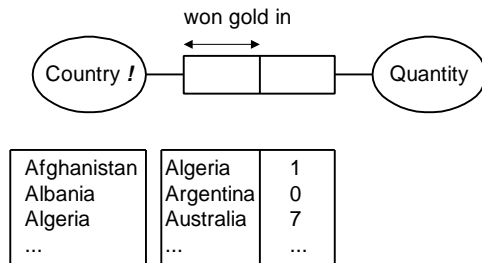 won gold in
Country !
Quantity
Afghanistan
Albania
Algeria
...
Algeria 1
Argentina 0
Australia 7
... ...